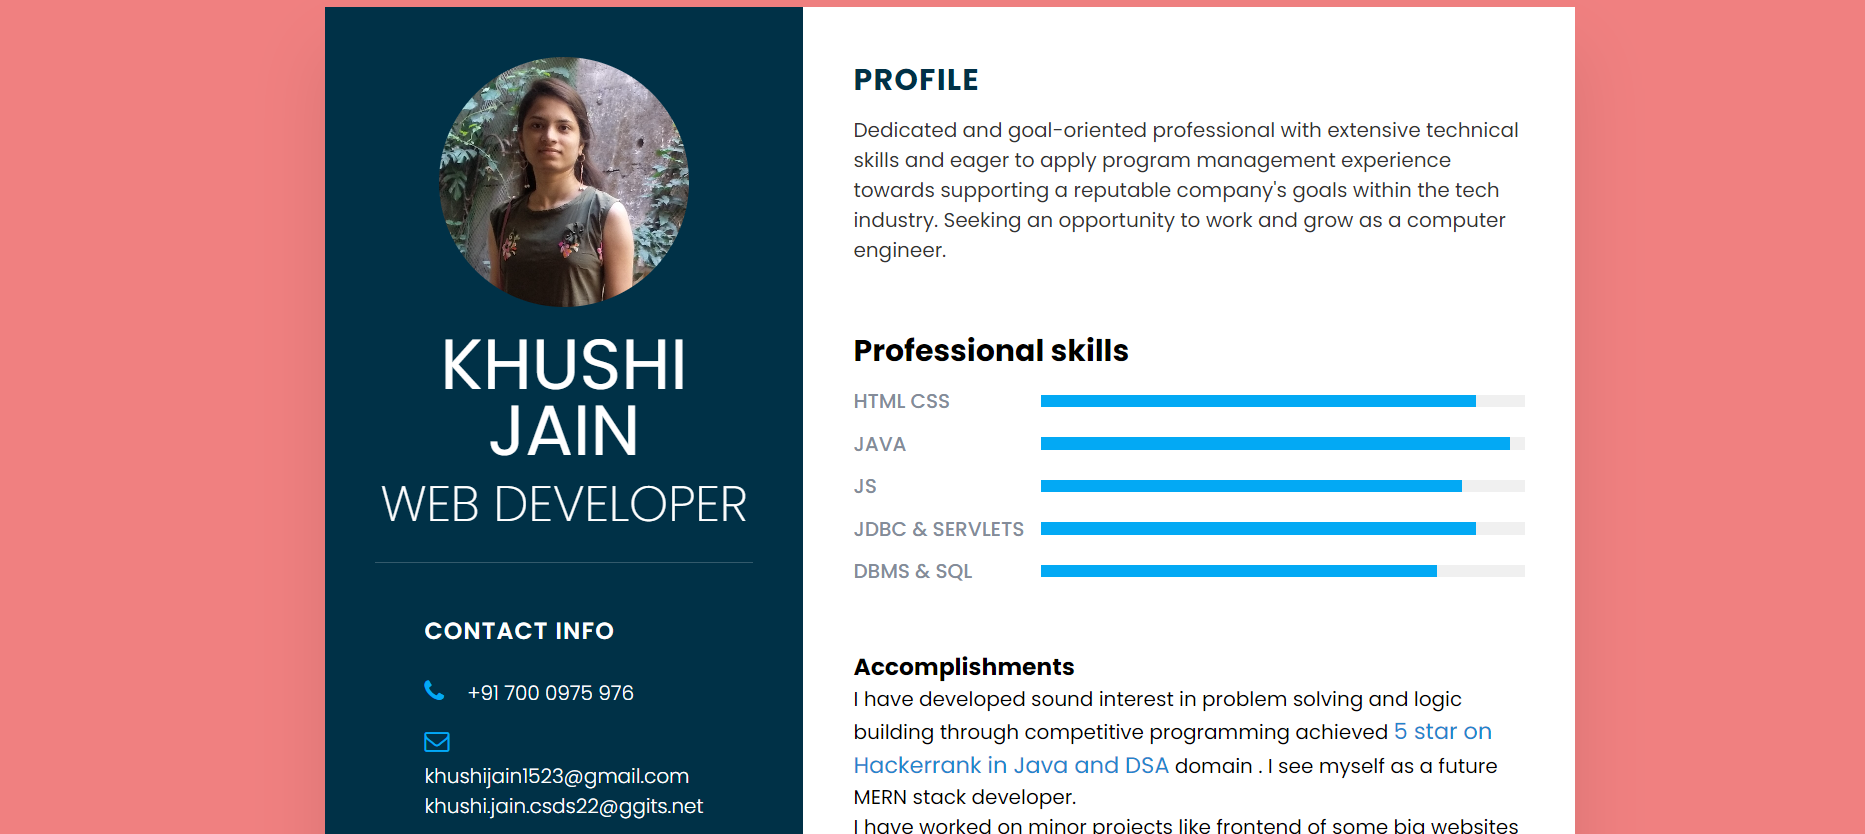 KHUSHI
JAIN
WEB DEVELOPER
CONTACT INFO
+91 700 0975 976
khushijain1523@gmail.com
khushi.jain.csds22@ggits.net
PROFILE
Dedicated and goal-oriented professional with extensive technical
skills and eager to apply program management experience
towards supporting a reputable company's goals within the tech
industry. Seeking an opportunity to work and grow as a computer
engineer.
Professional skills
HTML CSS
JAVA
JS
JDBC & SERVLETS
DBMS & SQL
Accomplishments
I have developed sound interest in problem solving and logic
building through competitive programming achieved 5 star on
Hackerrank in Java and DSA domain . I see myself as a future
MERN stack developer.
I have worked on minor projects like frontend of some big websites